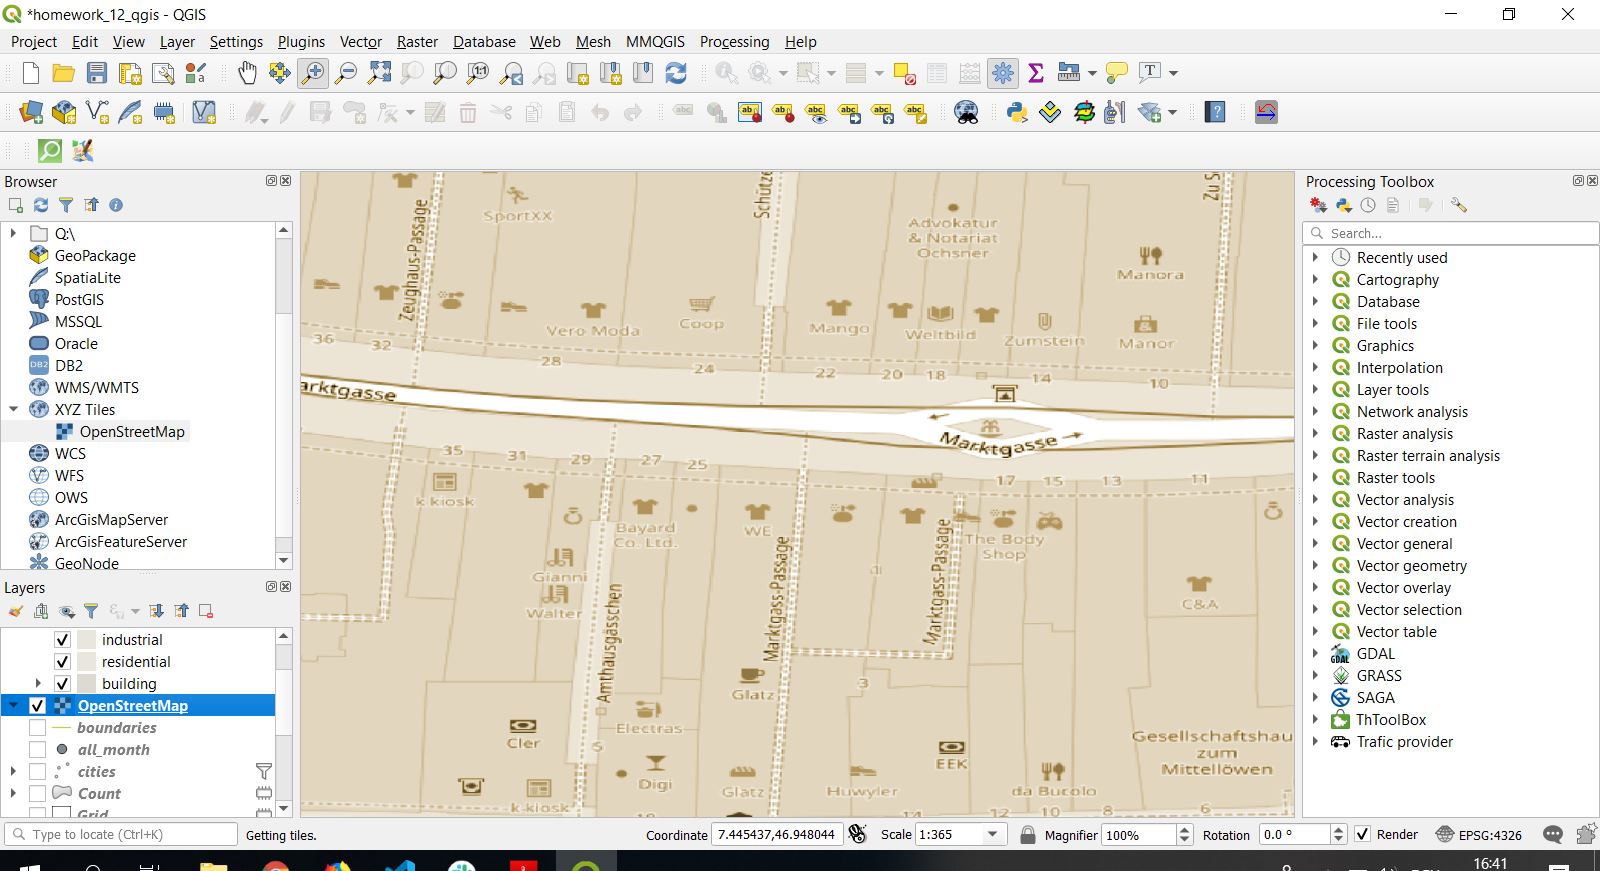 *homework_12_qgis - QGIS
Project Edit View Layer Settings Plugins Vector Raster Database Web Mesh MMQGIS Processing Help
Browser
Q:\
GeoPackage
SpatiaLite
PostGIS
MSSQL
Oracle
DB2
WMS/WMTS
XYZ Tiles
OpenStreetMap
WCS
WFS
OWS
ArcGisMapServer
ArcGisFeatureServer
GeoNode
Layers
industrial
residential
building
OpenStreetMap
boundaries
all_month
cities
Count
Grid
SportXX
Zeughaus-Passage
Schütze
Zu S
Advokatur
& Notariat
Ochsner
Manora
Vero Moda
Coop
Mango
Weltbild
Zumstein
Manor
36 32 28 24 22 20 18 14 10
arktgasse
Marktgasse
35 31 29 27 25 17 15 13 11
k kiosk
Bayard
Co. Ltd.
WE
The Body
Shop
Gianni
Walter
Amthausgässchen
Marktgass-Passage
Marktgass-Passage
1
C&A
Glatz
3
Electras
Cler
5
EEK
Gesellschaftshau
zum
Mittellöwen
Digi
Glatz
Huwyler
da Bucolo
k kiosk
14 12 10 8 6
Processing Toolbox
Search...
Recently used
Cartography
Database
File tools
Graphics
Interpolation
Layer tools
Network analysis
Raster analysis
Raster terrain analysis
Raster tools
Vector analysis
Vector creation
Vector general
Vector geometry
Vector overlay
Vector selection
Vector table
GDAL
GRASS
SAGA
ThToolBox
Trafic provider
Type to locate (Ctrl+K) Getting tiles. Coordinate 7.445437,46.948044 Scale 1:365 Magnifier 100% Rotation 0.0 ° Render EPSG:4326
16:41